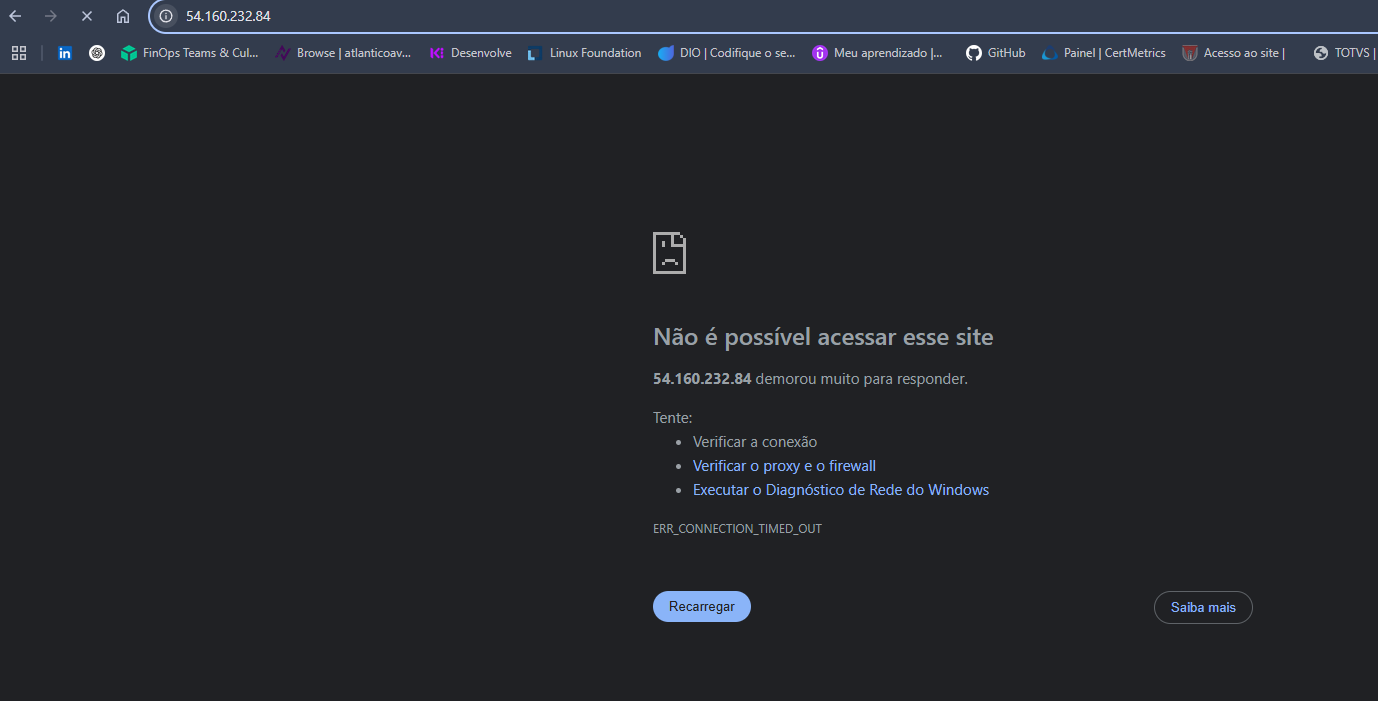 54.160.232.84
FinOps Teams & Cul... Browse | atlanticoav... Desenvolve Linux Foundation DIO | Codifique o se... Meu aprendizado |... GitHub Painel | CertMetrics Acesso ao site | TOTVS |
Não é possível acessar esse site
54.160.232.84 demorou muito para responder.
Tente:
Verificar a conexão
Verificar o proxy e o firewall
Executar o Diagnóstico de Rede do Windows
ERR_CONNECTION_TIMED_OUT
Recarregar Saiba mais